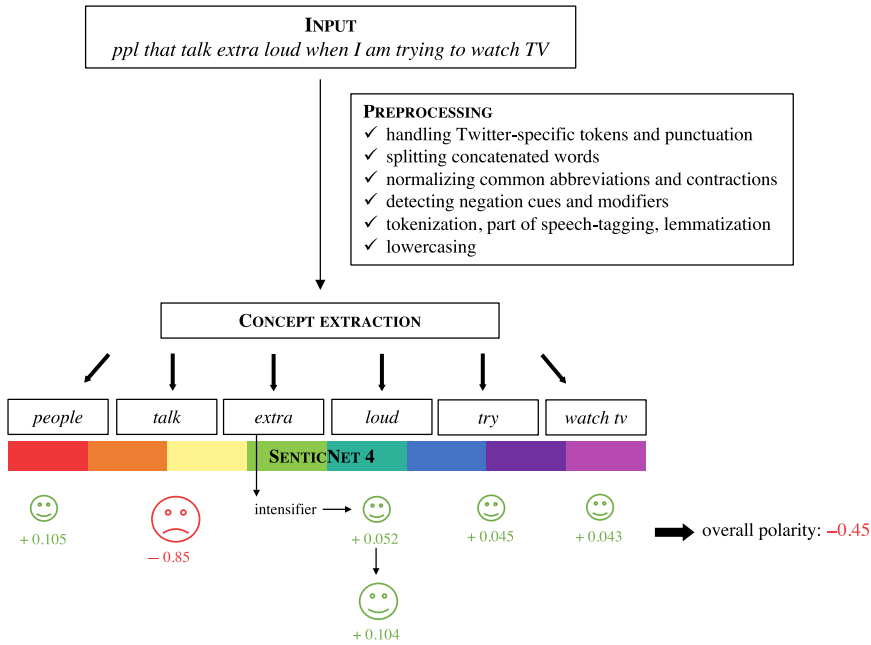 INPUT
ppl that talk extra loud when I am trying to watch TV
PREPROCESSING
✓ handling Twitter-specific tokens and punctuation
✓ splitting concatenated words
✓ normalizing common abbreviations and contractions
✓ detecting negation cues and modifiers
✓ tokenization, part of speech-tagging, lemmatization
✓ lowercasing
CONCEPT EXTRACTION
people talk extra loud try watch tv
SENTICNET 4
intensifier
+ 0.105 − 0.85 + 0.052 + 0.045 + 0.043
overall polarity: −0.45
+ 0.104